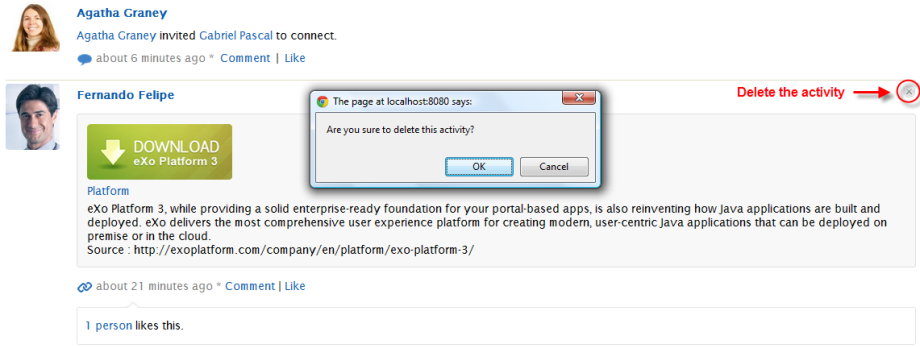 Agatha Graney
Agatha Graney invited Gabriel Pascal to connect.
about 6 minutes ago * Comment | Like
Fernando Felipe
Delete the activity
The page at localhost:8080 says:
Are you sure to delete this activity?
OK Cancel
DOWNLOAD
eXo Platform 3
Platform
eXo Platform 3, while providing a solid enterprise-ready foundation for your portal-based apps, is also reinventing how Java applications are built and
deployed. eXo delivers the most comprehensive user experience platform for creating modern, user-centric Java applications that can be deployed on
premise or in the cloud.
Source : http://exoplatform.com/company/en/platform/exo-platform-3/
about 21 minutes ago * Comment | Like
1 person likes this.